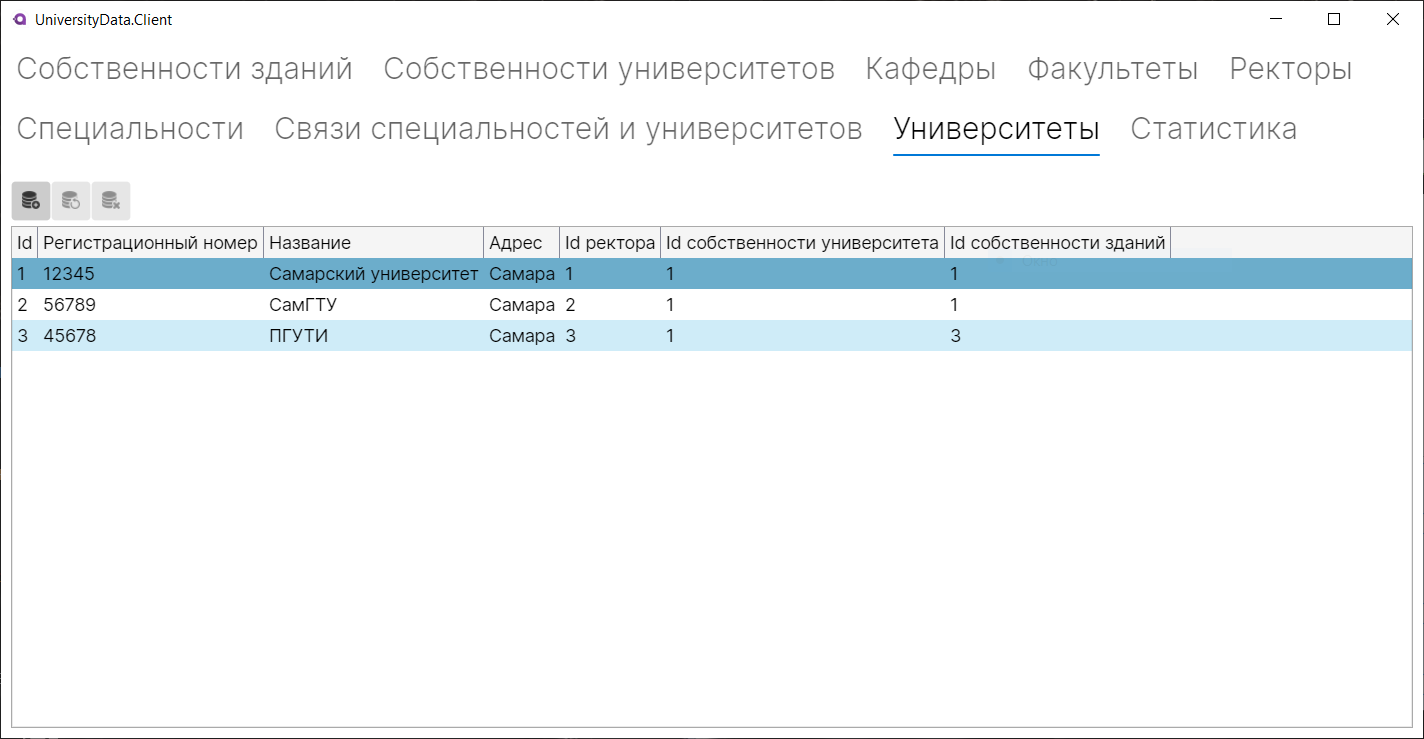 UniversityData.Client
Собственности зданий Собственности университетов Кафедры Факультеты Ректоры
Специальности Связи специальностей и университетов Университеты Статистика
Id Регистрационный номер Название Адрес Id ректора Id собственности университета Id собственности зданий
1 12345 Самарский университет Самара 1 1 1
2 56789 СамГТУ Самара 2 1 1
3 45678 ПГУТИ Самара 3 1 3